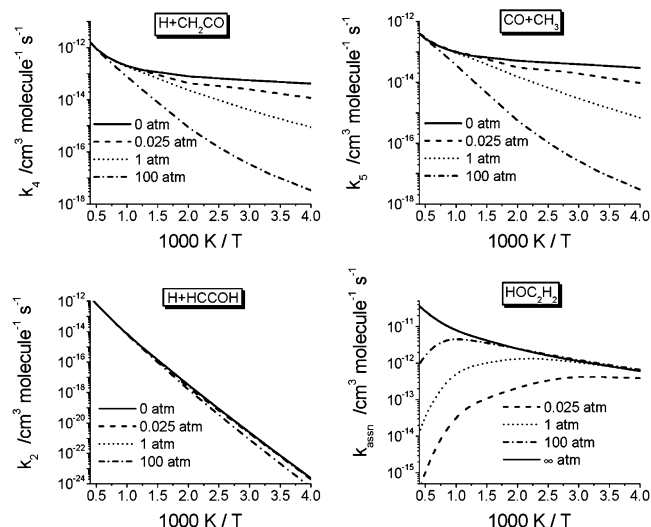 H+CH₂CO
k₄ /cm³ molecule⁻¹ s⁻¹
10⁻¹²
10⁻¹⁴
10⁻¹⁶
10⁻¹⁸
0 atm
0.025 atm
1 atm
100 atm
0.5 1.0 1.5 2.0 2.5 3.0 3.5 4.0
1000 K / T
CO+CH₃
k₅ /cm³ molecule⁻¹ s⁻¹
10⁻¹²
10⁻¹⁴
10⁻¹⁶
10⁻¹⁸
0 atm
0.025 atm
1 atm
100 atm
0.5 1.0 1.5 2.0 2.5 3.0 3.5 4.0
1000 K / T
H+HCCOH
k₂ /cm³ molecule⁻¹ s⁻¹
10⁻¹²
10⁻¹⁴
10⁻¹⁶
10⁻¹⁸
10⁻²⁰
10⁻²²
10⁻²⁴
0 atm
0.025 atm
1 atm
100 atm
0.5 1.0 1.5 2.0 2.5 3.0 3.5 4.0
1000 K / T
HOC₂H₂
kₐₛₛₙ /cm³ molecule⁻¹ s⁻¹
10⁻¹¹
10⁻¹²
10⁻¹³
10⁻¹⁴
10⁻¹⁵
0.025 atm
1 atm
100 atm
∞ atm
0.5 1.0 1.5 2.0 2.5 3.0 3.5 4.0
1000 K / T